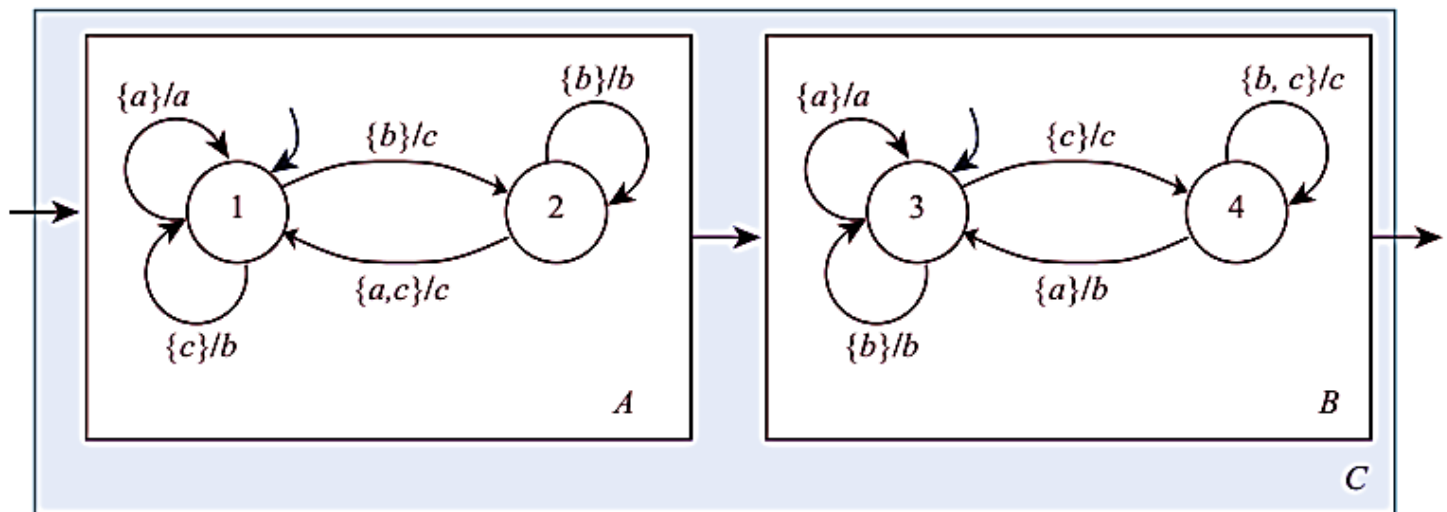 {a}/a
{b}/c
{b}/b
1
2
{a,c}/c
{c}/b
A
{a}/a
{c}/c
{b, c}/c
3
4
{a}/b
{b}/b
B
C